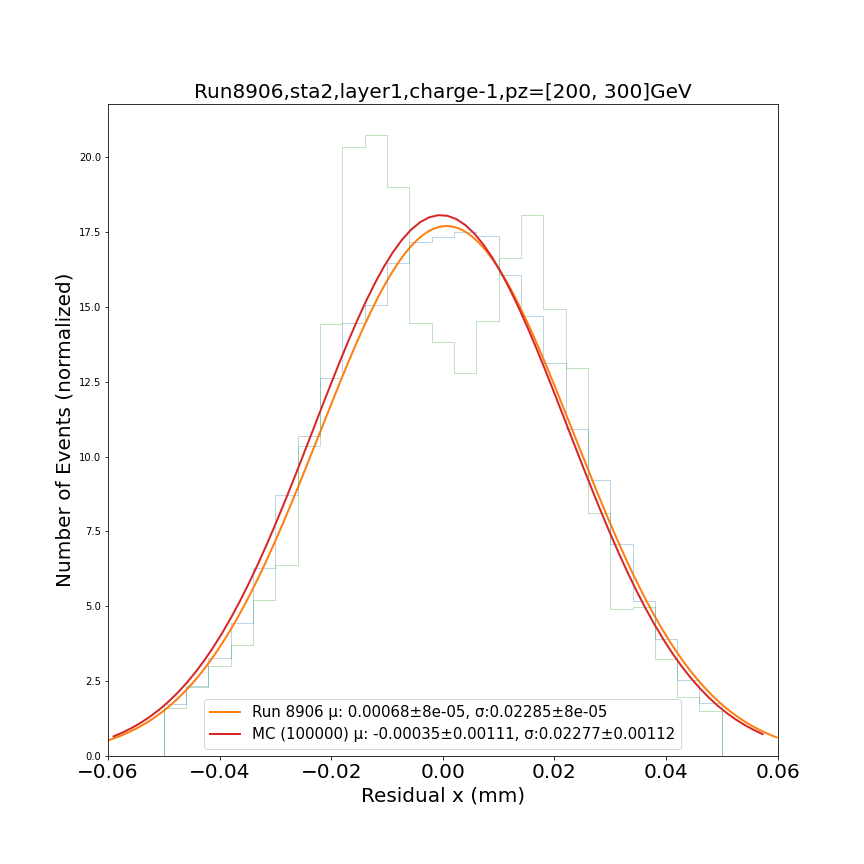 Run8906,sta2,layer1,charge-1,pz=[200, 300]GeV
Number of Events (normalized)
20.0
17.5
15.0
12.5
10.0
7.5
5.0
2.5
0.0
Run 8906 μ: 0.00068±8e-05, σ:0.02285±8e-05
MC (100000) μ: -0.00035±0.00111, σ:0.02277±0.00112
−0.06 −0.04 −0.02 0.00 0.02 0.04 0.06
Residual x (mm)